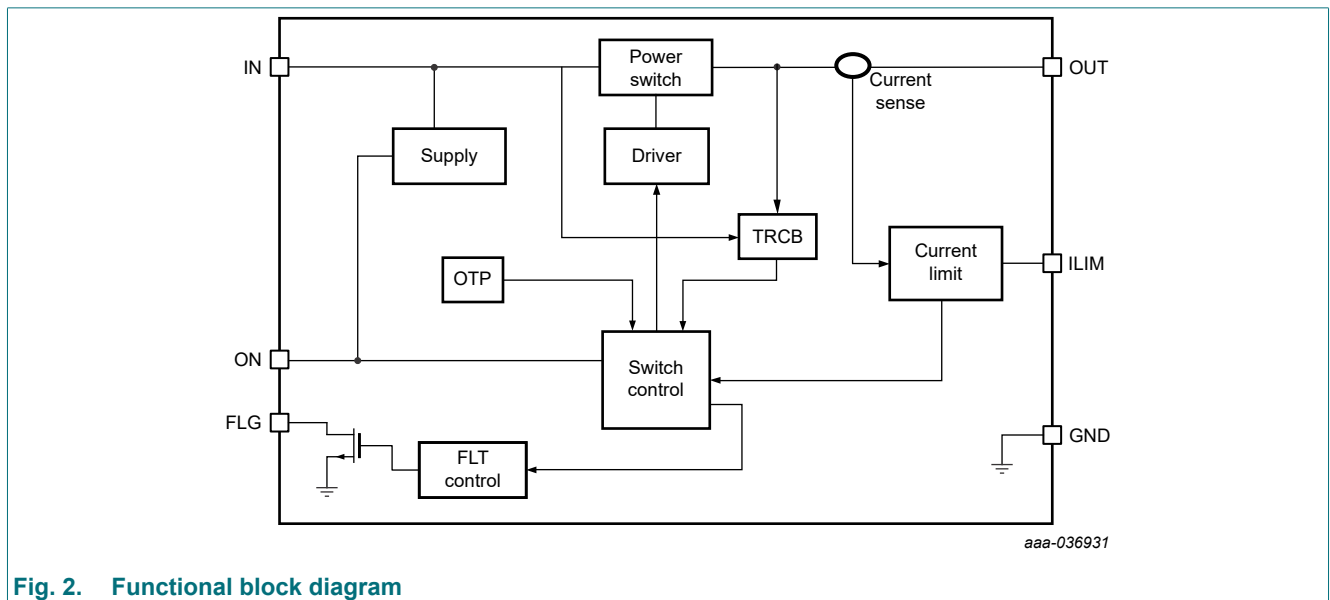 IN
Power
switch
OUT
Current
sense
Supply
Driver
TRCB
Current
limit
ILIM
OTP
ON
Switch
control
FLG
GND
FLT
control
aaa-036931
Fig. 2. Functional block diagram